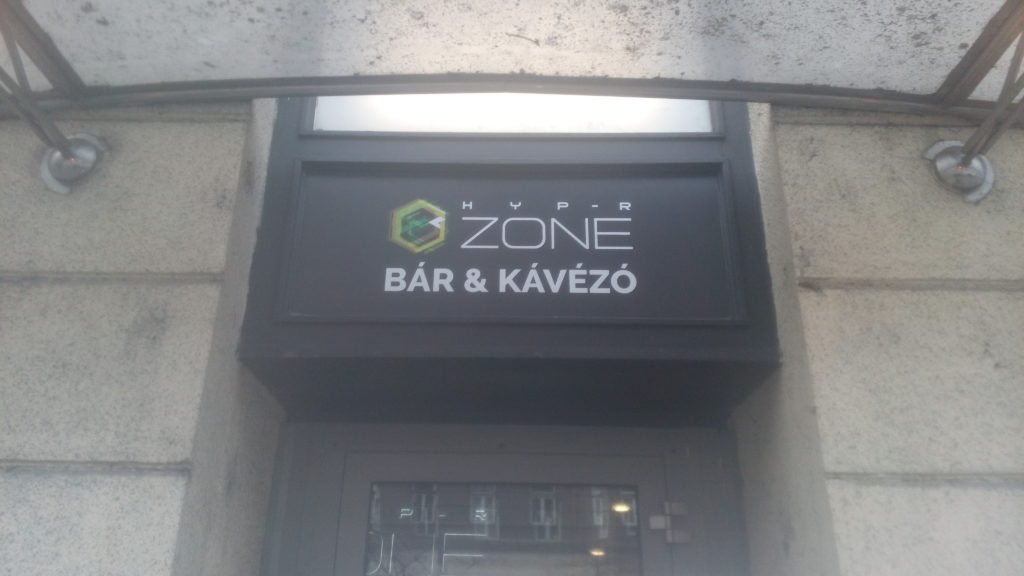 HYP-R
ZONE
BÁR & KÁVÉZÓ
P-R